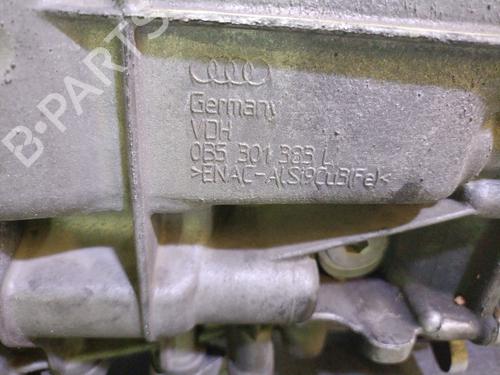 Germany
VDH
0B5 301 383 L
>ENAC-AlSi9Cu3(Fe)<
B-PARTS